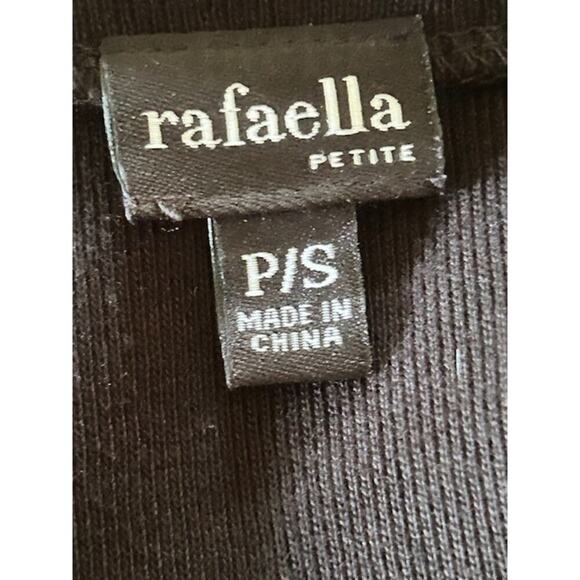 rafaella
PETITE
P/S
MADE IN
CHINA